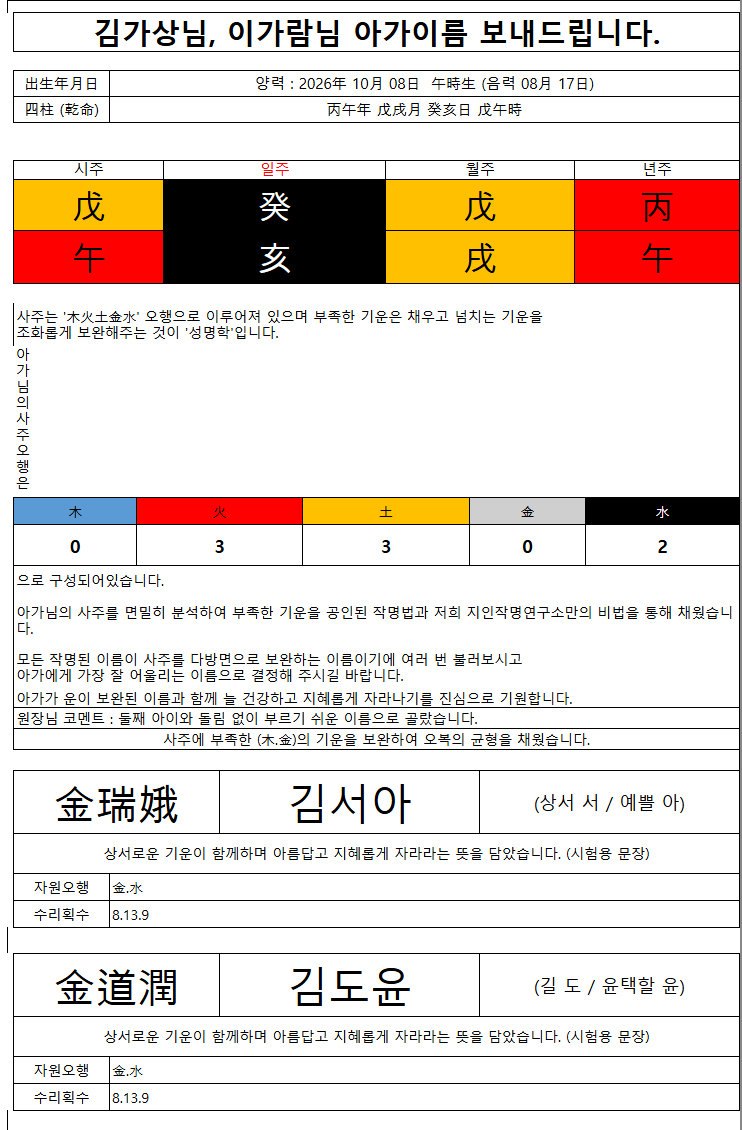 김가상님, 이가람님 아가이름 보내드립니다.
出生年月日 양력 : 2026年 10月 08日 午時生 (음력 08月 17日)
四柱 (乾命) 丙午年 戊戌月 癸亥日 戊午時
시주 일주 월주 년주
戊 癸 戊 丙
午 亥 戌 午
사주는 '木火土金水' 오행으로 이루어져 있으며 부족한 기운은 채우고 넘치는 기운을
조화롭게 보완해주는 것이 '성명학'입니다.
아
가
님
의
사
주
오
행
은
木 火 土 金 水
0 3 3 0 2
으로 구성되어있습니다.
아가님의 사주를 면밀히 분석하여 부족한 기운을 공인된 작명법과 저희 지인작명연구소만의 비법을 통해 채웠습니
다.
모든 작명된 이름이 사주를 다방면으로 보완하는 이름이기에 여러 번 불러보시고
아가에게 가장 잘 어울리는 이름으로 결정해 주시길 바랍니다.
아가가 운이 보완된 이름과 함께 늘 건강하고 지혜롭게 자라나기를 진심으로 기원합니다.
원장님 코멘트 : 둘째 아이와 돌림 없이 부르기 쉬운 이름으로 골랐습니다.
사주에 부족한 (木.金)의 기운을 보완하여 오복의 균형을 채웠습니다.
金瑞娥 김서아 (상서 서 / 예쁠 아)
상서로운 기운이 함께하며 아름답고 지혜롭게 자라라는 뜻을 담았습니다. (시험용 문장)
자원오행 金.水
수리획수 8.13.9
金道潤 김도윤 (길 도 / 윤택할 윤)
상서로운 기운이 함께하며 아름답고 지혜롭게 자라라는 뜻을 담았습니다. (시험용 문장)
자원오행 金.水
수리획수 8.13.9